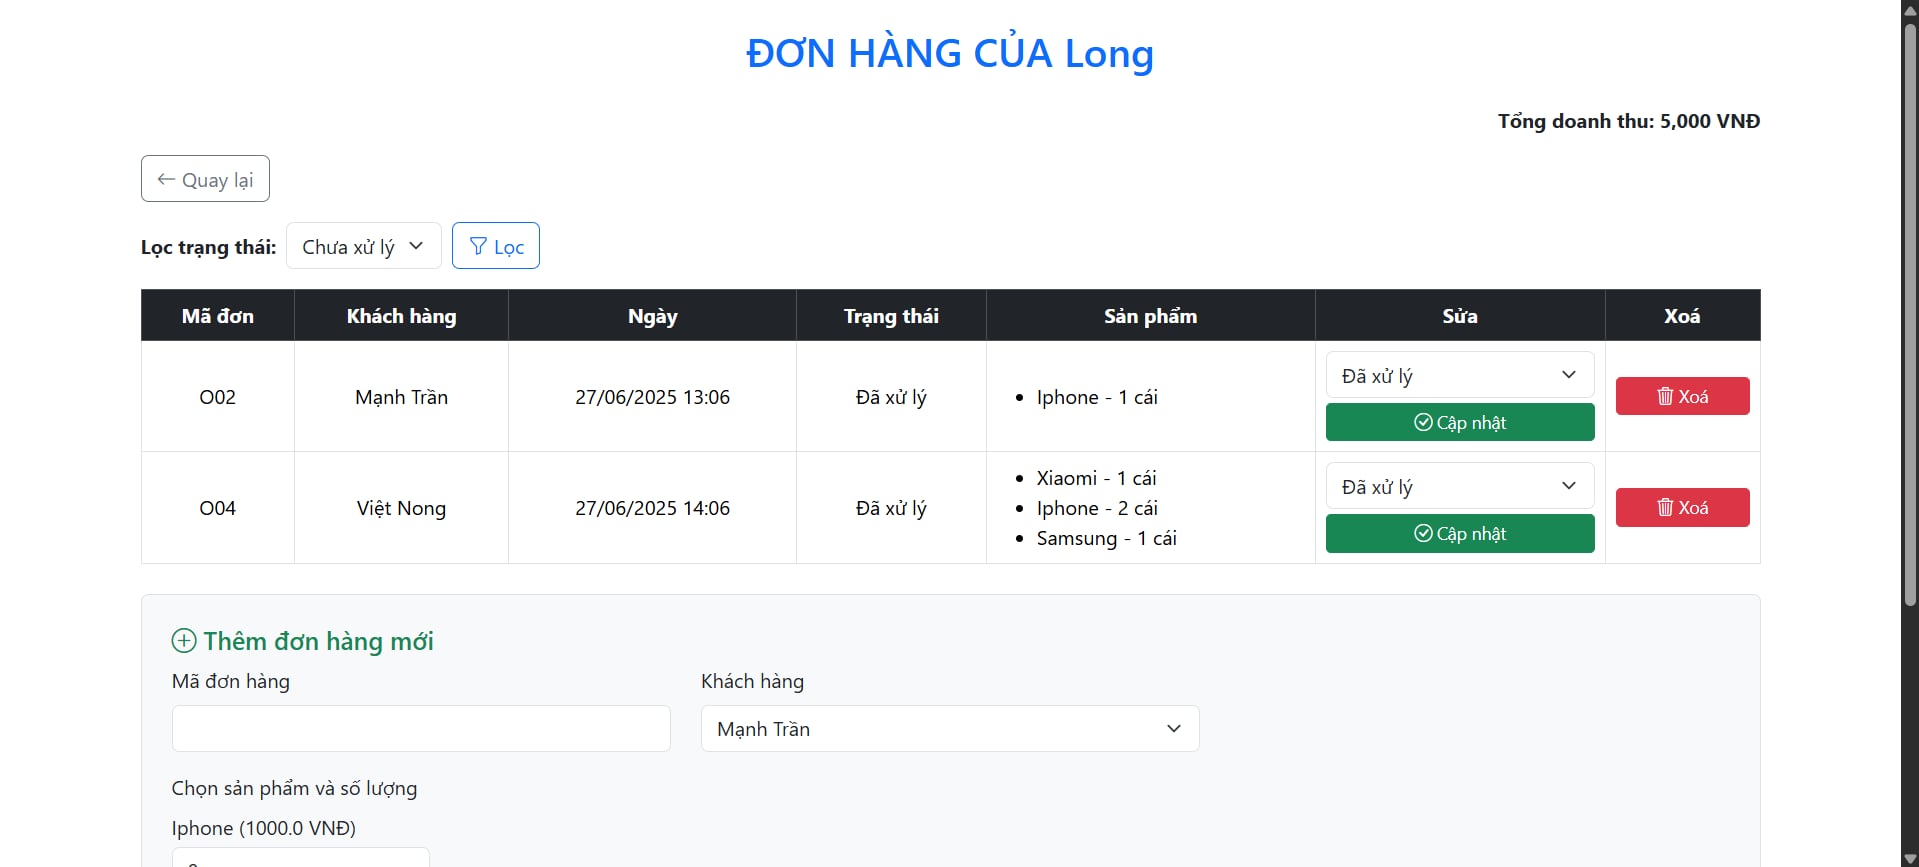 ĐƠN HÀNG CỦA Long
Tổng doanh thu: 5,000 VNĐ
Quay lại
Lọc trạng thái: Chưa xử lý Lọc
Mã đơn Khách hàng Ngày Trạng thái Sản phẩm Sửa Xoá
O02 Mạnh Trần 27/06/2025 13:06 Đã xử lý Iphone - 1 cái Đã xử lý Xoá
Cập nhật
O04 Việt Nong 27/06/2025 14:06 Đã xử lý Xiaomi - 1 cái Đã xử lý Xoá
Iphone - 2 cái
Samsung - 1 cái Cập nhật
Thêm đơn hàng mới
Mã đơn hàng Khách hàng
Mạnh Trần
Chọn sản phẩm và số lượng
Iphone (1000.0 VNĐ)